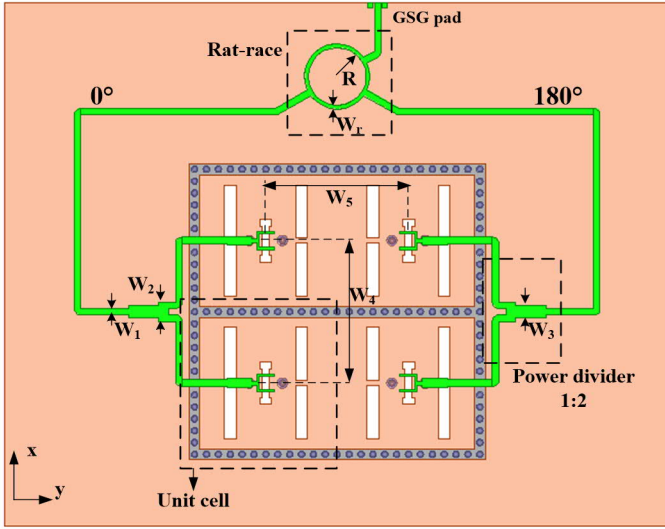 GSG pad
Rat-race
R
0°
180°
Wr
W5
W2
W4
W1
W3
Power divider
1:2
x
y
Unit cell